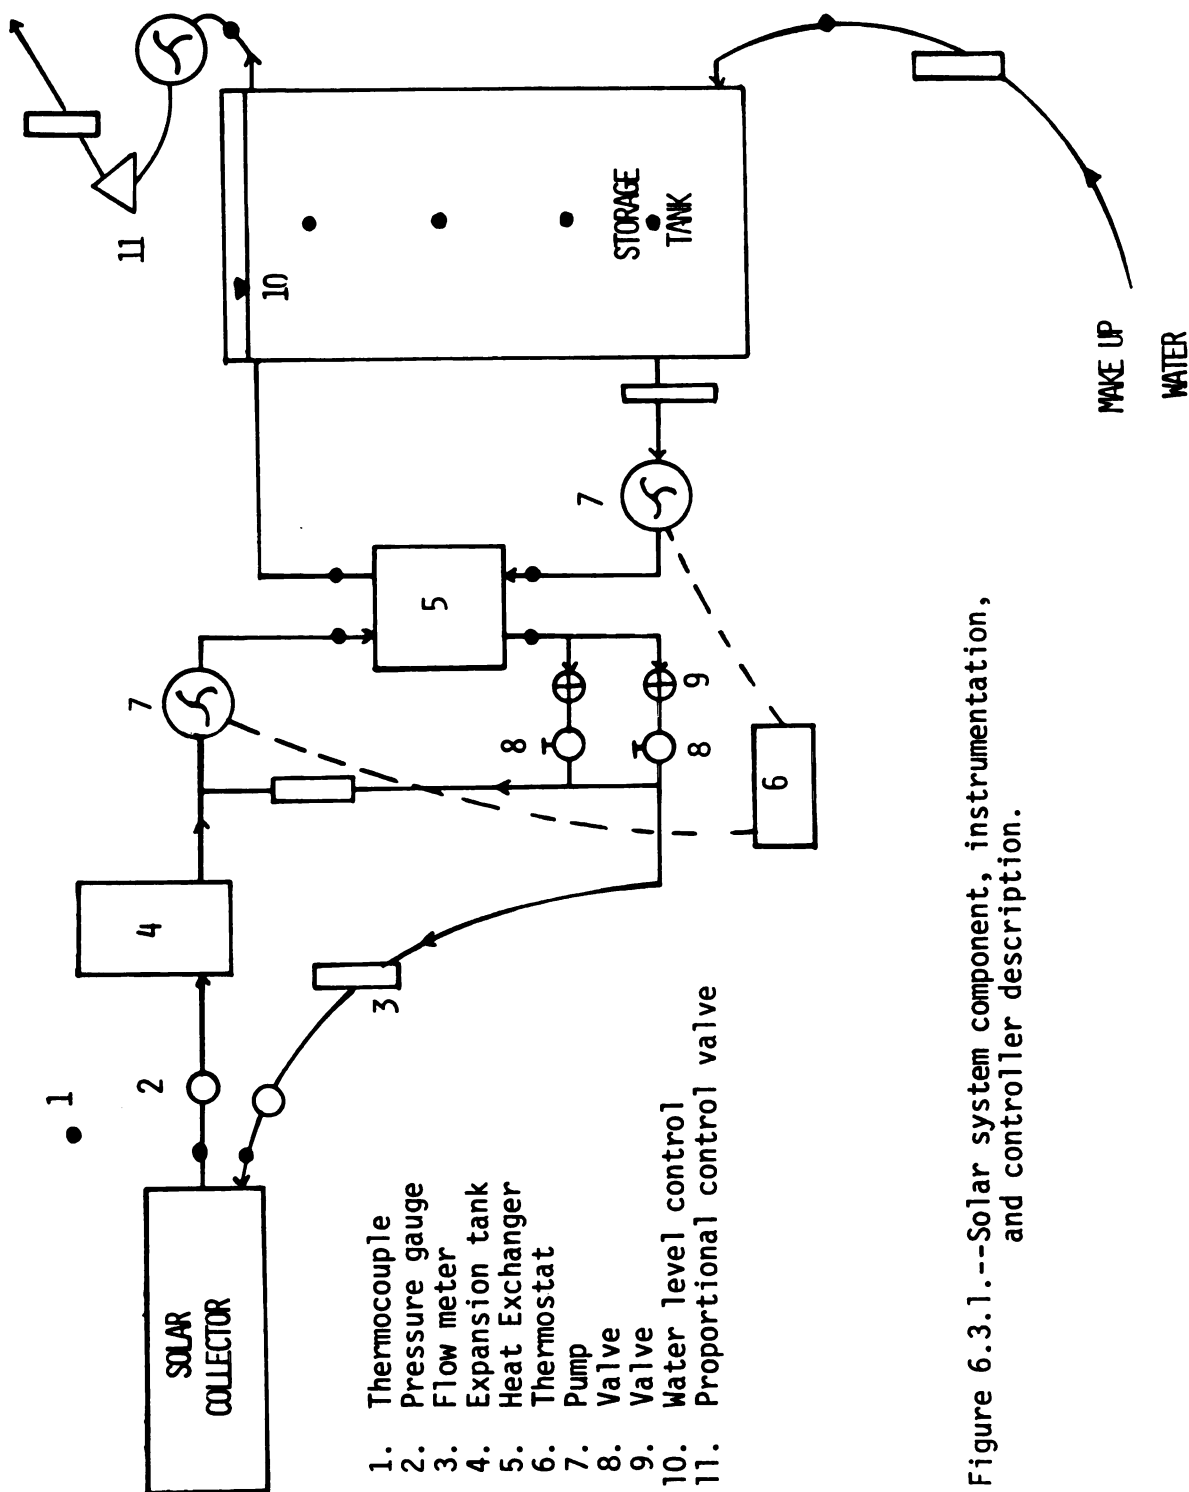 SOLAR
COLLECTOR
1
2
3
4
5
6
7
7
8
8
9
10
11
STORAGE
TANK
MAKE UP
WATER
1. Thermocouple
2. Pressure gauge
3. Flow meter
4. Expansion tank
5. Heat Exchanger
6. Thermostat
7. Pump
8. Valve
9. Valve
10. Water level control
11. Proportional control valve
Figure 6.3.1.--Solar system component, instrumentation,
and controller description.